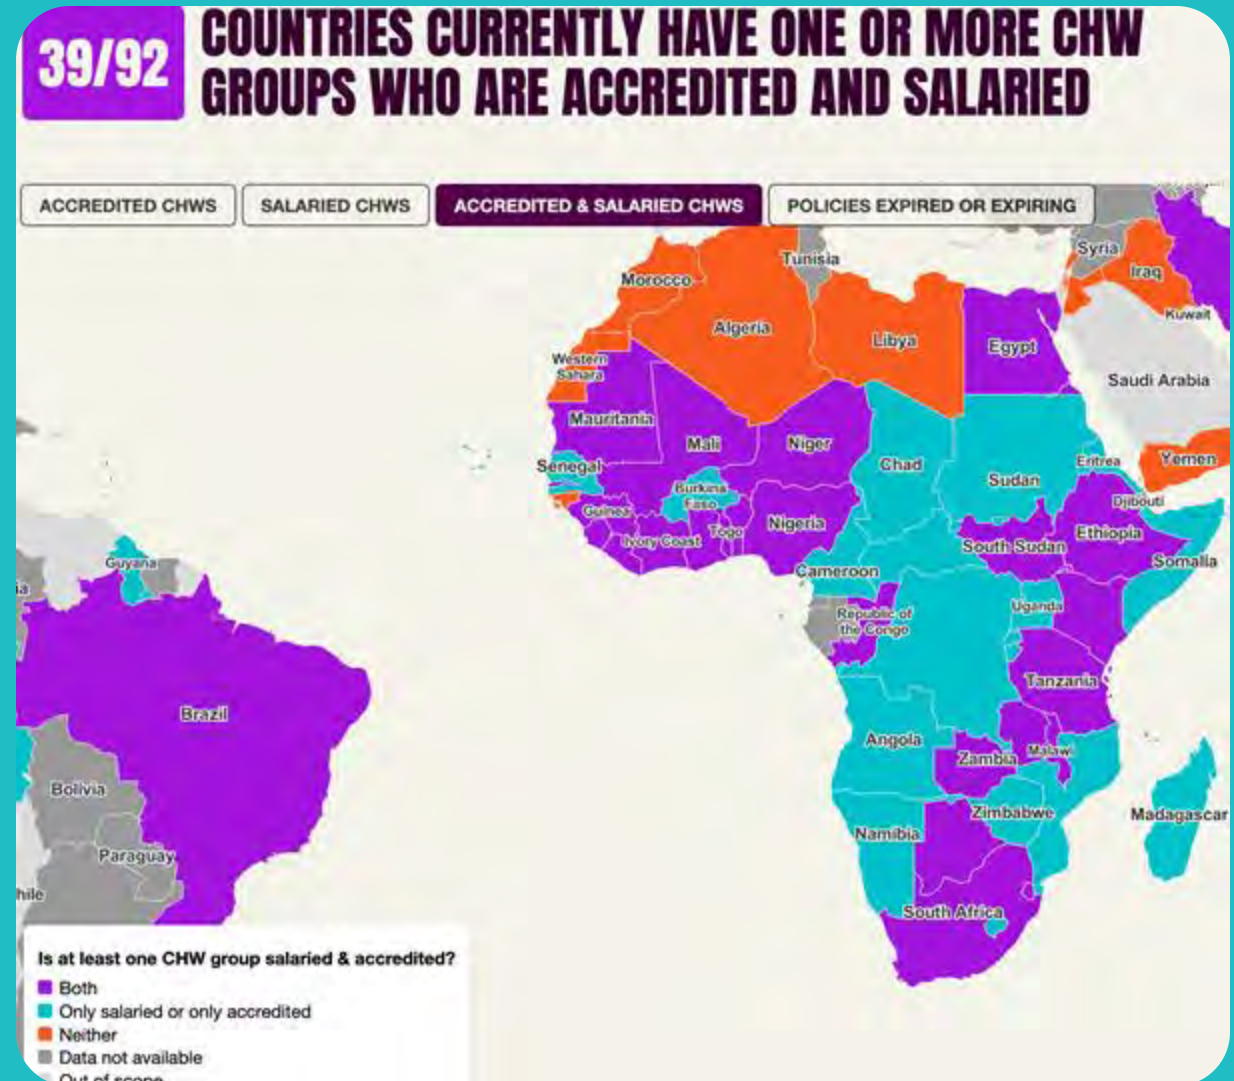 39/92
COUNTRIES CURRENTLY HAVE ONE OR MORE CHW
GROUPS WHO ARE ACCREDITED AND SALARIED
ACCREDITED CHWS
SALARIED CHWS
ACCREDITED & SALARIED CHWS
POLICIES EXPIRED OR EXPIRING
Tunisia
Syria
Iraq
Morocco
Kuwait
Algeria
Libya
Egypt
Western
Sahara
Saudi Arabia
Mauritania
Mali
Niger
Chad
Senegal
Sudan
Eritrea
Yemen
Burkina
Faso
Guinea
Togo
Nigeria
Djibouti
Ivory Coast
South Sudan
Ethiopia
Somalia
Guyana
ia
Cameroon
Republic of
the Congo
Uganda
Tanzania
Brazil
Angola
Zambia
Malawi
Bolivia
Zimbabwe
Madagascar
Namibia
Paraguay
hile
South Africa
Is at least one CHW group salaried & accredited?
Both
Only salaried or only accredited
Neither
Data not available
Out of scope